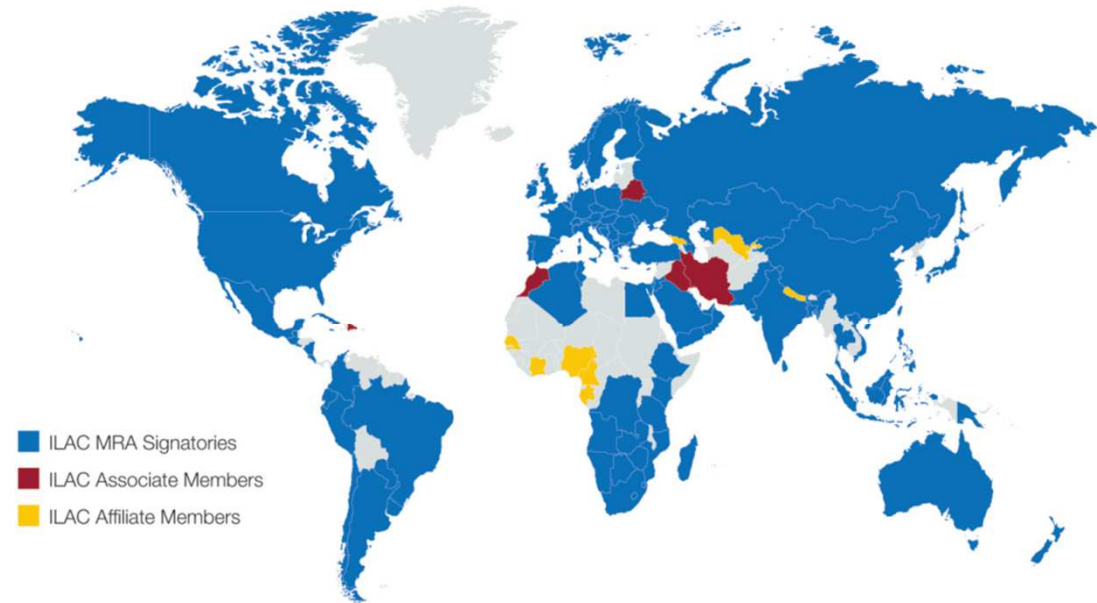 ILAC MRA Signatories
ILAC Associate Members
ILAC Affiliate Members